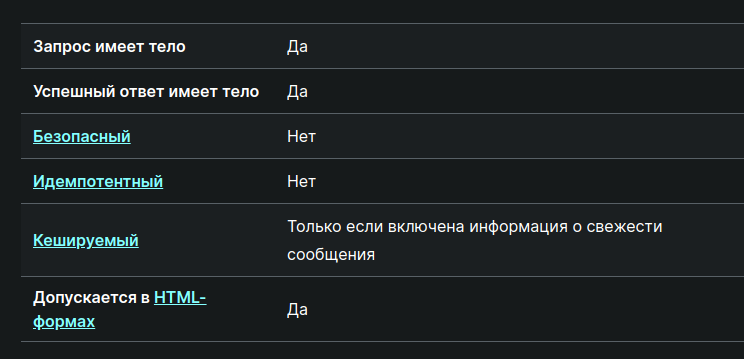 Запрос имеет тело Да
Успешный ответ имеет тело Да
Безопасный Нет
Идемпотентный Нет
Кешируемый Только если включена информация о свежести
сообщения
Допускается в HTML-
формах Да